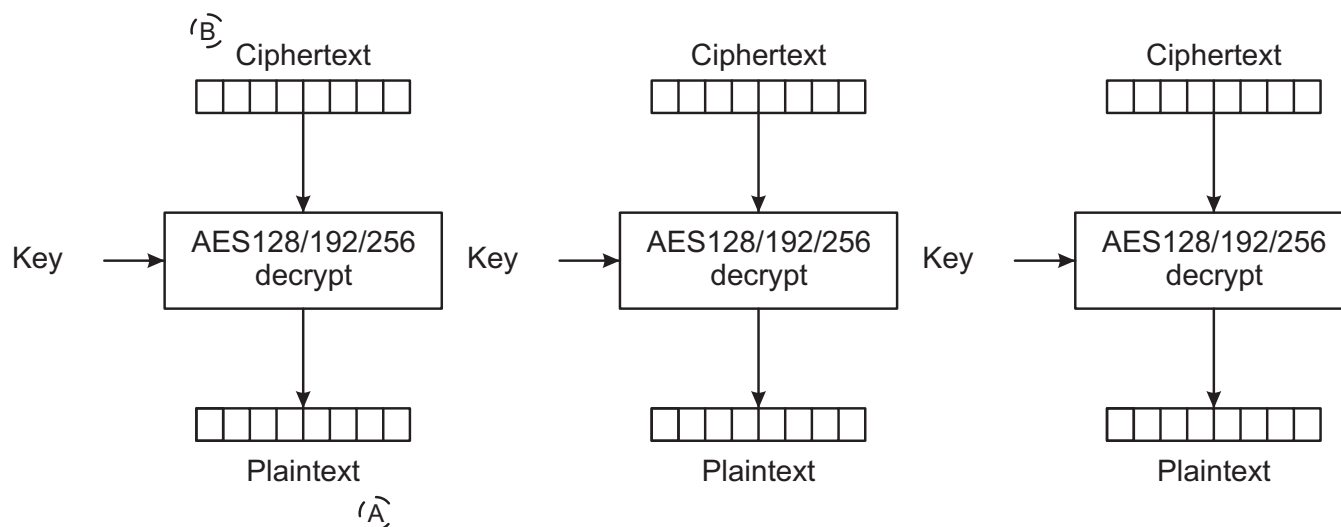 B
Ciphertext Ciphertext Ciphertext
Key AES128/192/256 decrypt Key AES128/192/256 decrypt Key AES128/192/256 decrypt
Plaintext Plaintext Plaintext
A